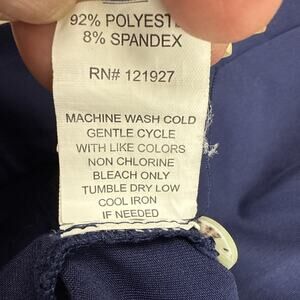 92% POLYEST
8% SPANDEX
RN# 121927
MACHINE WASH COLD
GENTLE CYCLE
WITH LIKE COLORS
NON CHLORINE
BLEACH ONLY
TUMBLE DRY LOW
COOL IRON
IF NEEDED